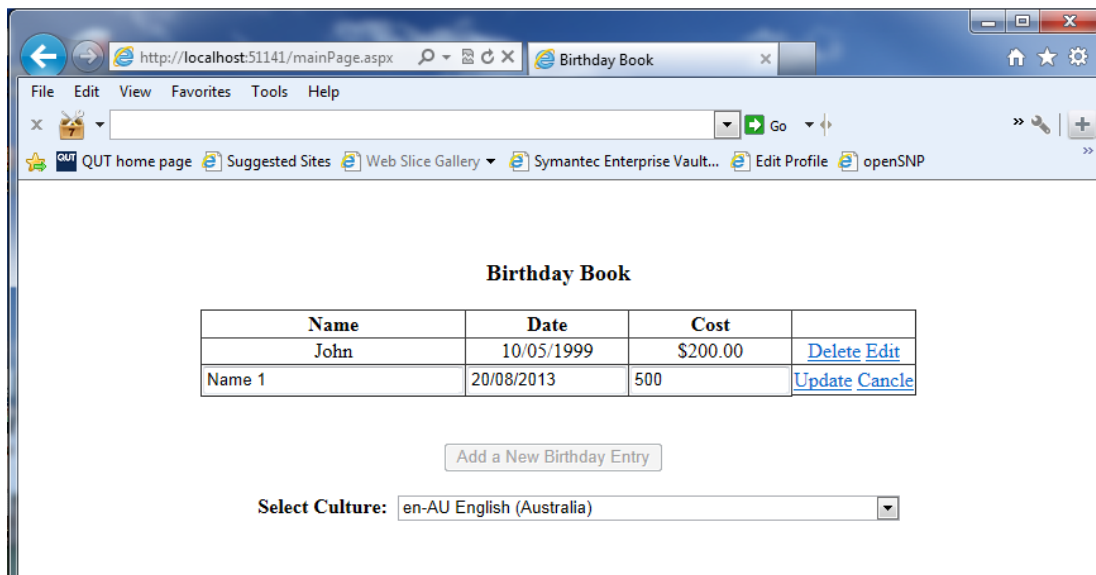 http://localhost:51141/mainPage.aspx Birthday Book
File Edit View Favorites Tools Help
Go
QUT QUT home page Suggested Sites Web Slice Gallery Symantec Enterprise Vault... Edit Profile openSNP
Birthday Book
Name Date Cost
John 10/05/1999 $200.00 Delete Edit
Name 1 20/08/2013 500 Update Cancle
Add a New Birthday Entry
Select Culture: en-AU English (Australia)